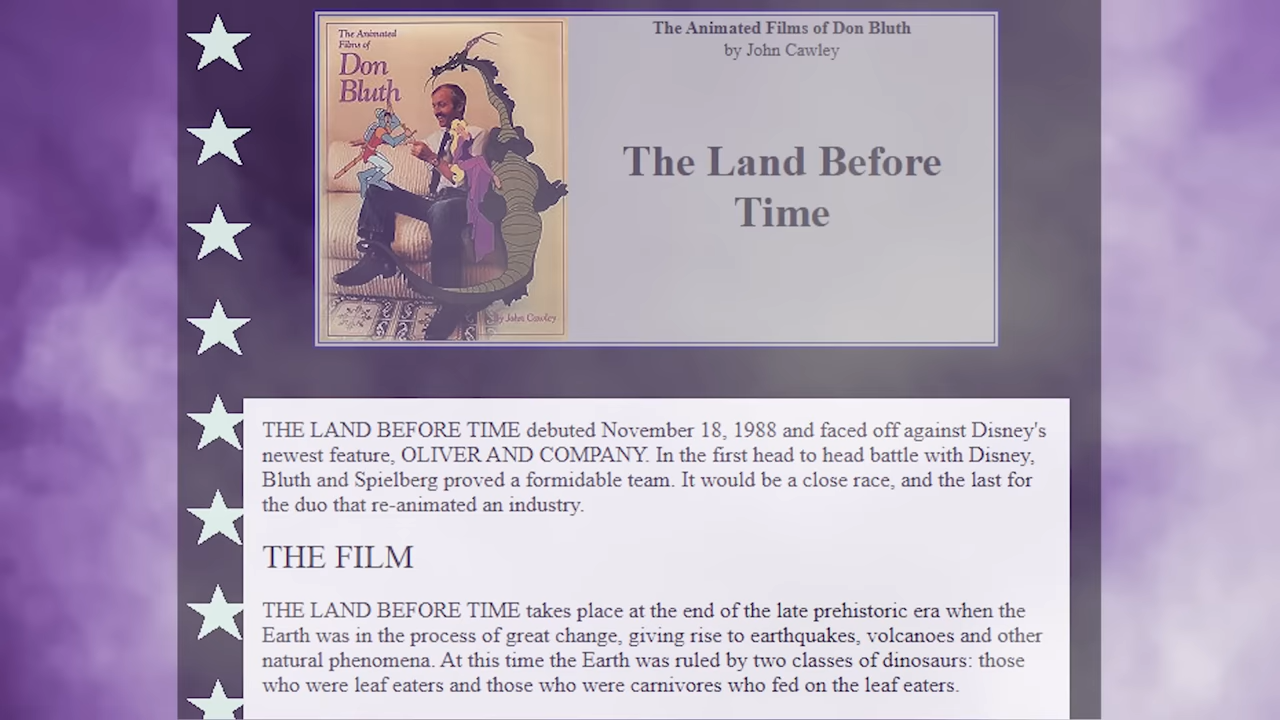 The Animated
Films of
Don
Bluth
by John Cawley
The Animated Films of Don Bluth
by John Cawley
The Land Before
Time
THE LAND BEFORE TIME debuted November 18, 1988 and faced off against Disney's
newest feature, OLIVER AND COMPANY. In the first head to head battle with Disney,
Bluth and Spielberg proved a formidable team. It would be a close race, and the last for
the duo that re-animated an industry.
THE FILM
THE LAND BEFORE TIME takes place at the end of the late prehistoric era when the
Earth was in the process of great change, giving rise to earthquakes, volcanoes and other
natural phenomena. At this time the Earth was ruled by two classes of dinosaurs: those
who were leaf eaters and those who were carnivores who fed on the leaf eaters.